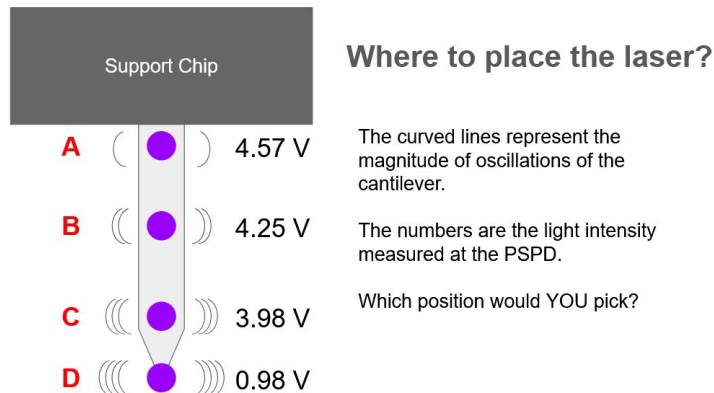 Support Chip
Where to place the laser?
A 4.57 V
B 4.25 V
C 3.98 V
D 0.98 V
The curved lines represent the
magnitude of oscillations of the
cantilever.
The numbers are the light intensity
measured at the PSPD.
Which position would YOU pick?